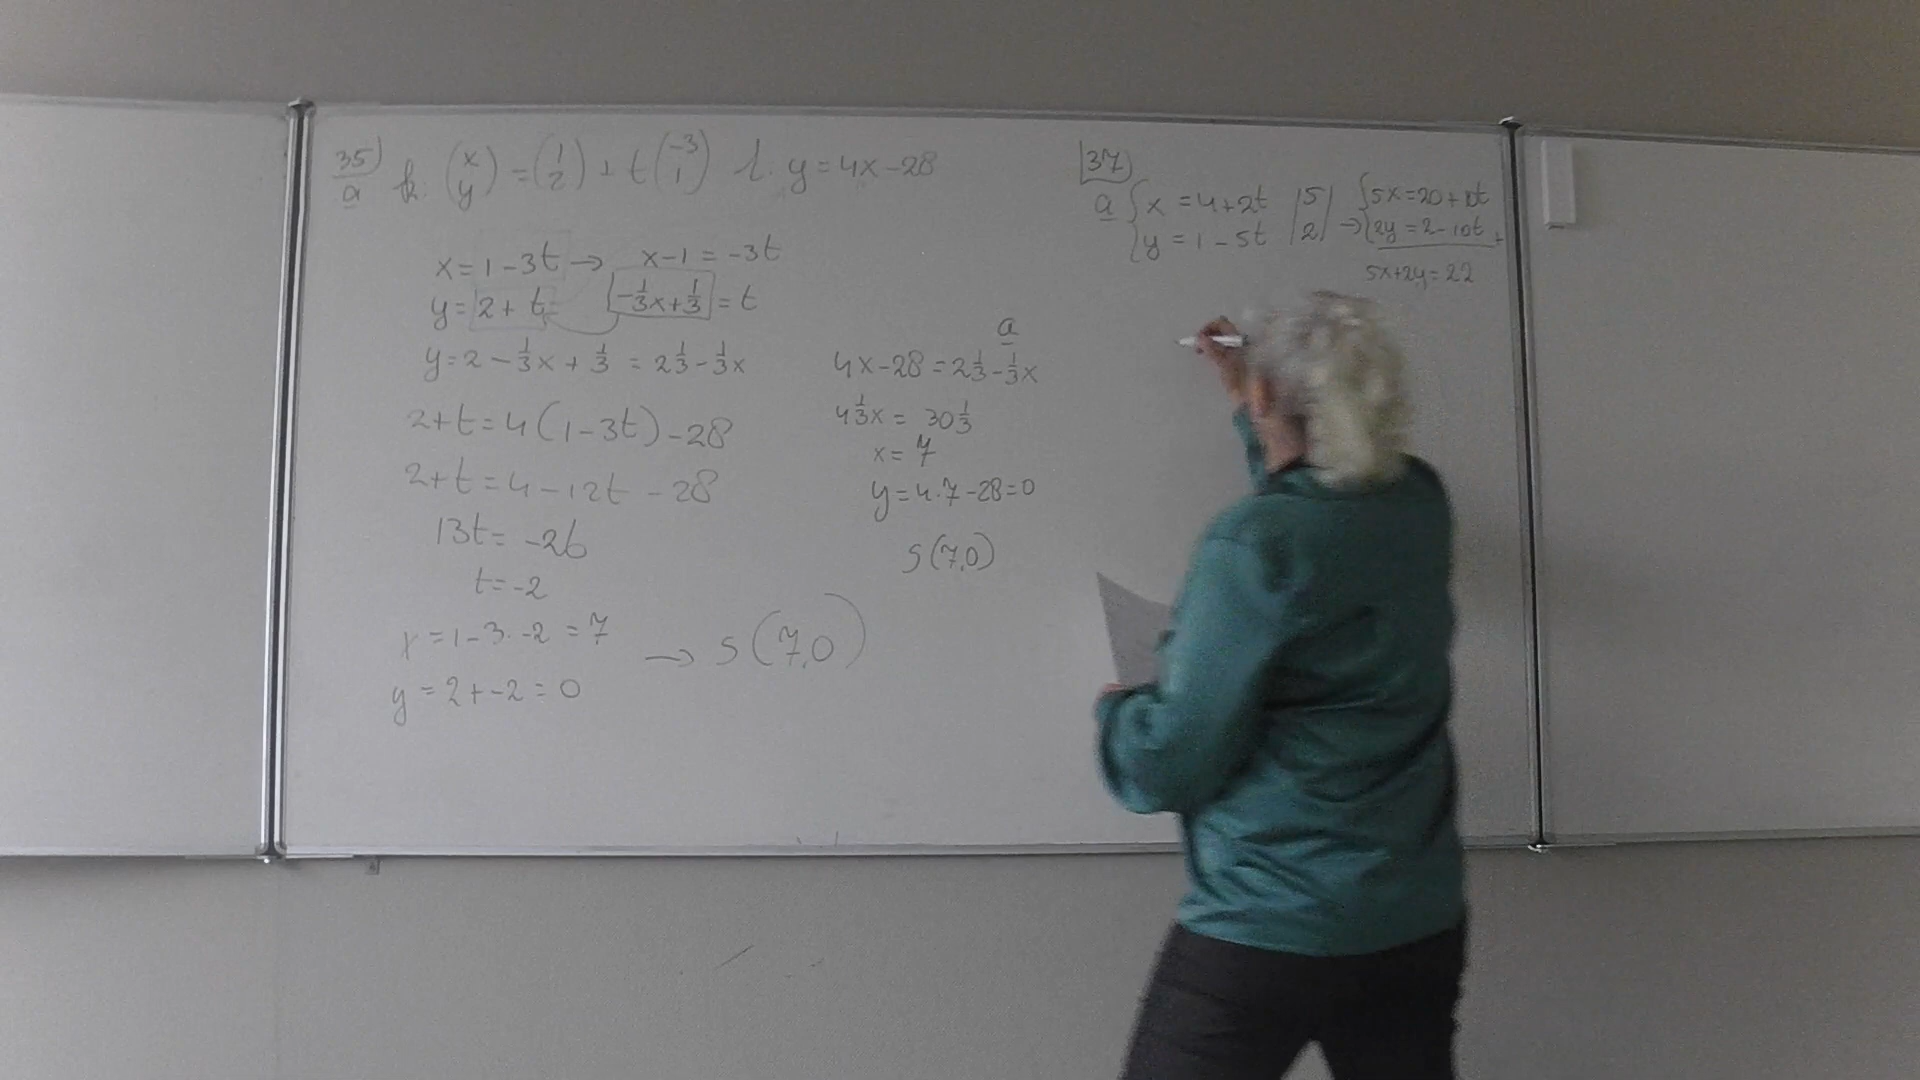 35)
a k. (x y) = (1 2) + t (-3 1) l. y = 4x - 28
x = 1 - 3t → x - 1 = -3t
y = 2 + t -1/3x + 1/3 = t
y = 2 - 1/3x + 1/3 = 2 1/3 - 1/3x
2 + t = 4(1 - 3t) - 28
2 + t = 4 - 12t - 28
13t = -26
t = -2
x = 1 - 3 · -2 = 7
y = 2 + -2 = 0
→ S(7,0)
a
4x - 28 = 2 1/3 - 1/3x
4 1/3x = 30 1/3
x = 7
y = 4·7 - 28 = 0
S(7,0)
37)
a { x = 4 + 2t |5| { 5x = 20 + 10t
{ y = 1 - 5t |2| → { 2y = 2 - 10t +
5x + 2y = 22